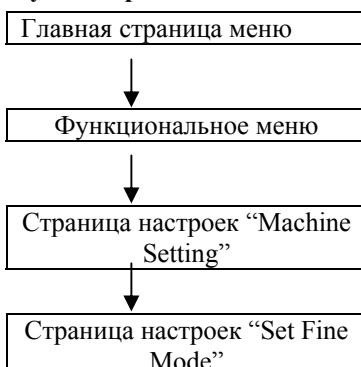 Главная страница меню
Функциональное меню
Страница настроек “Machine
Setting”
Страница настроек “Set Fine
Mode”